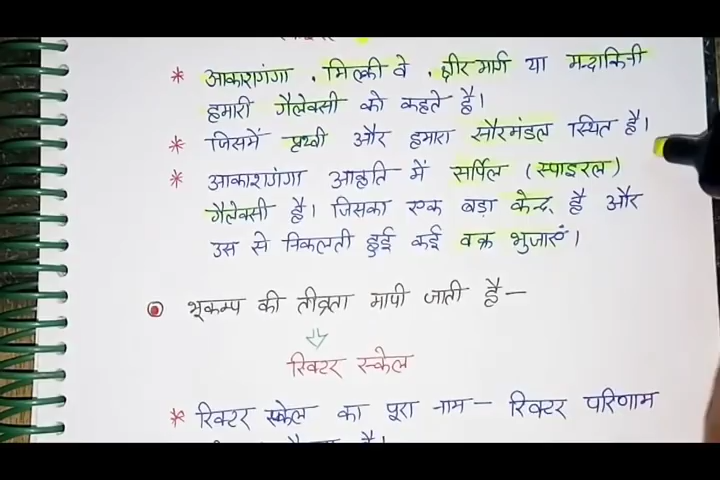 * आकाशगंगा, मिल्की वे, क्षीरमार्ग या मन्दाकिनी
हमारी गैलेक्सी को कहते है।
* जिसमें पृथ्वी और हमारा सौरमंडल स्थित है।
* आकाशगंगा आकृति में सर्पिल (स्पाइरल)
गैलेक्सी है। जिसका एक बड़ा केन्द्र है और
उस से निकलती हुई कई वक्र भुजाएं।
भूकम्प की तीव्रता मापी जाती है—
रिक्टर स्केल
* रिक्टर स्केल का पूरा नाम— रिक्टर परिणाम